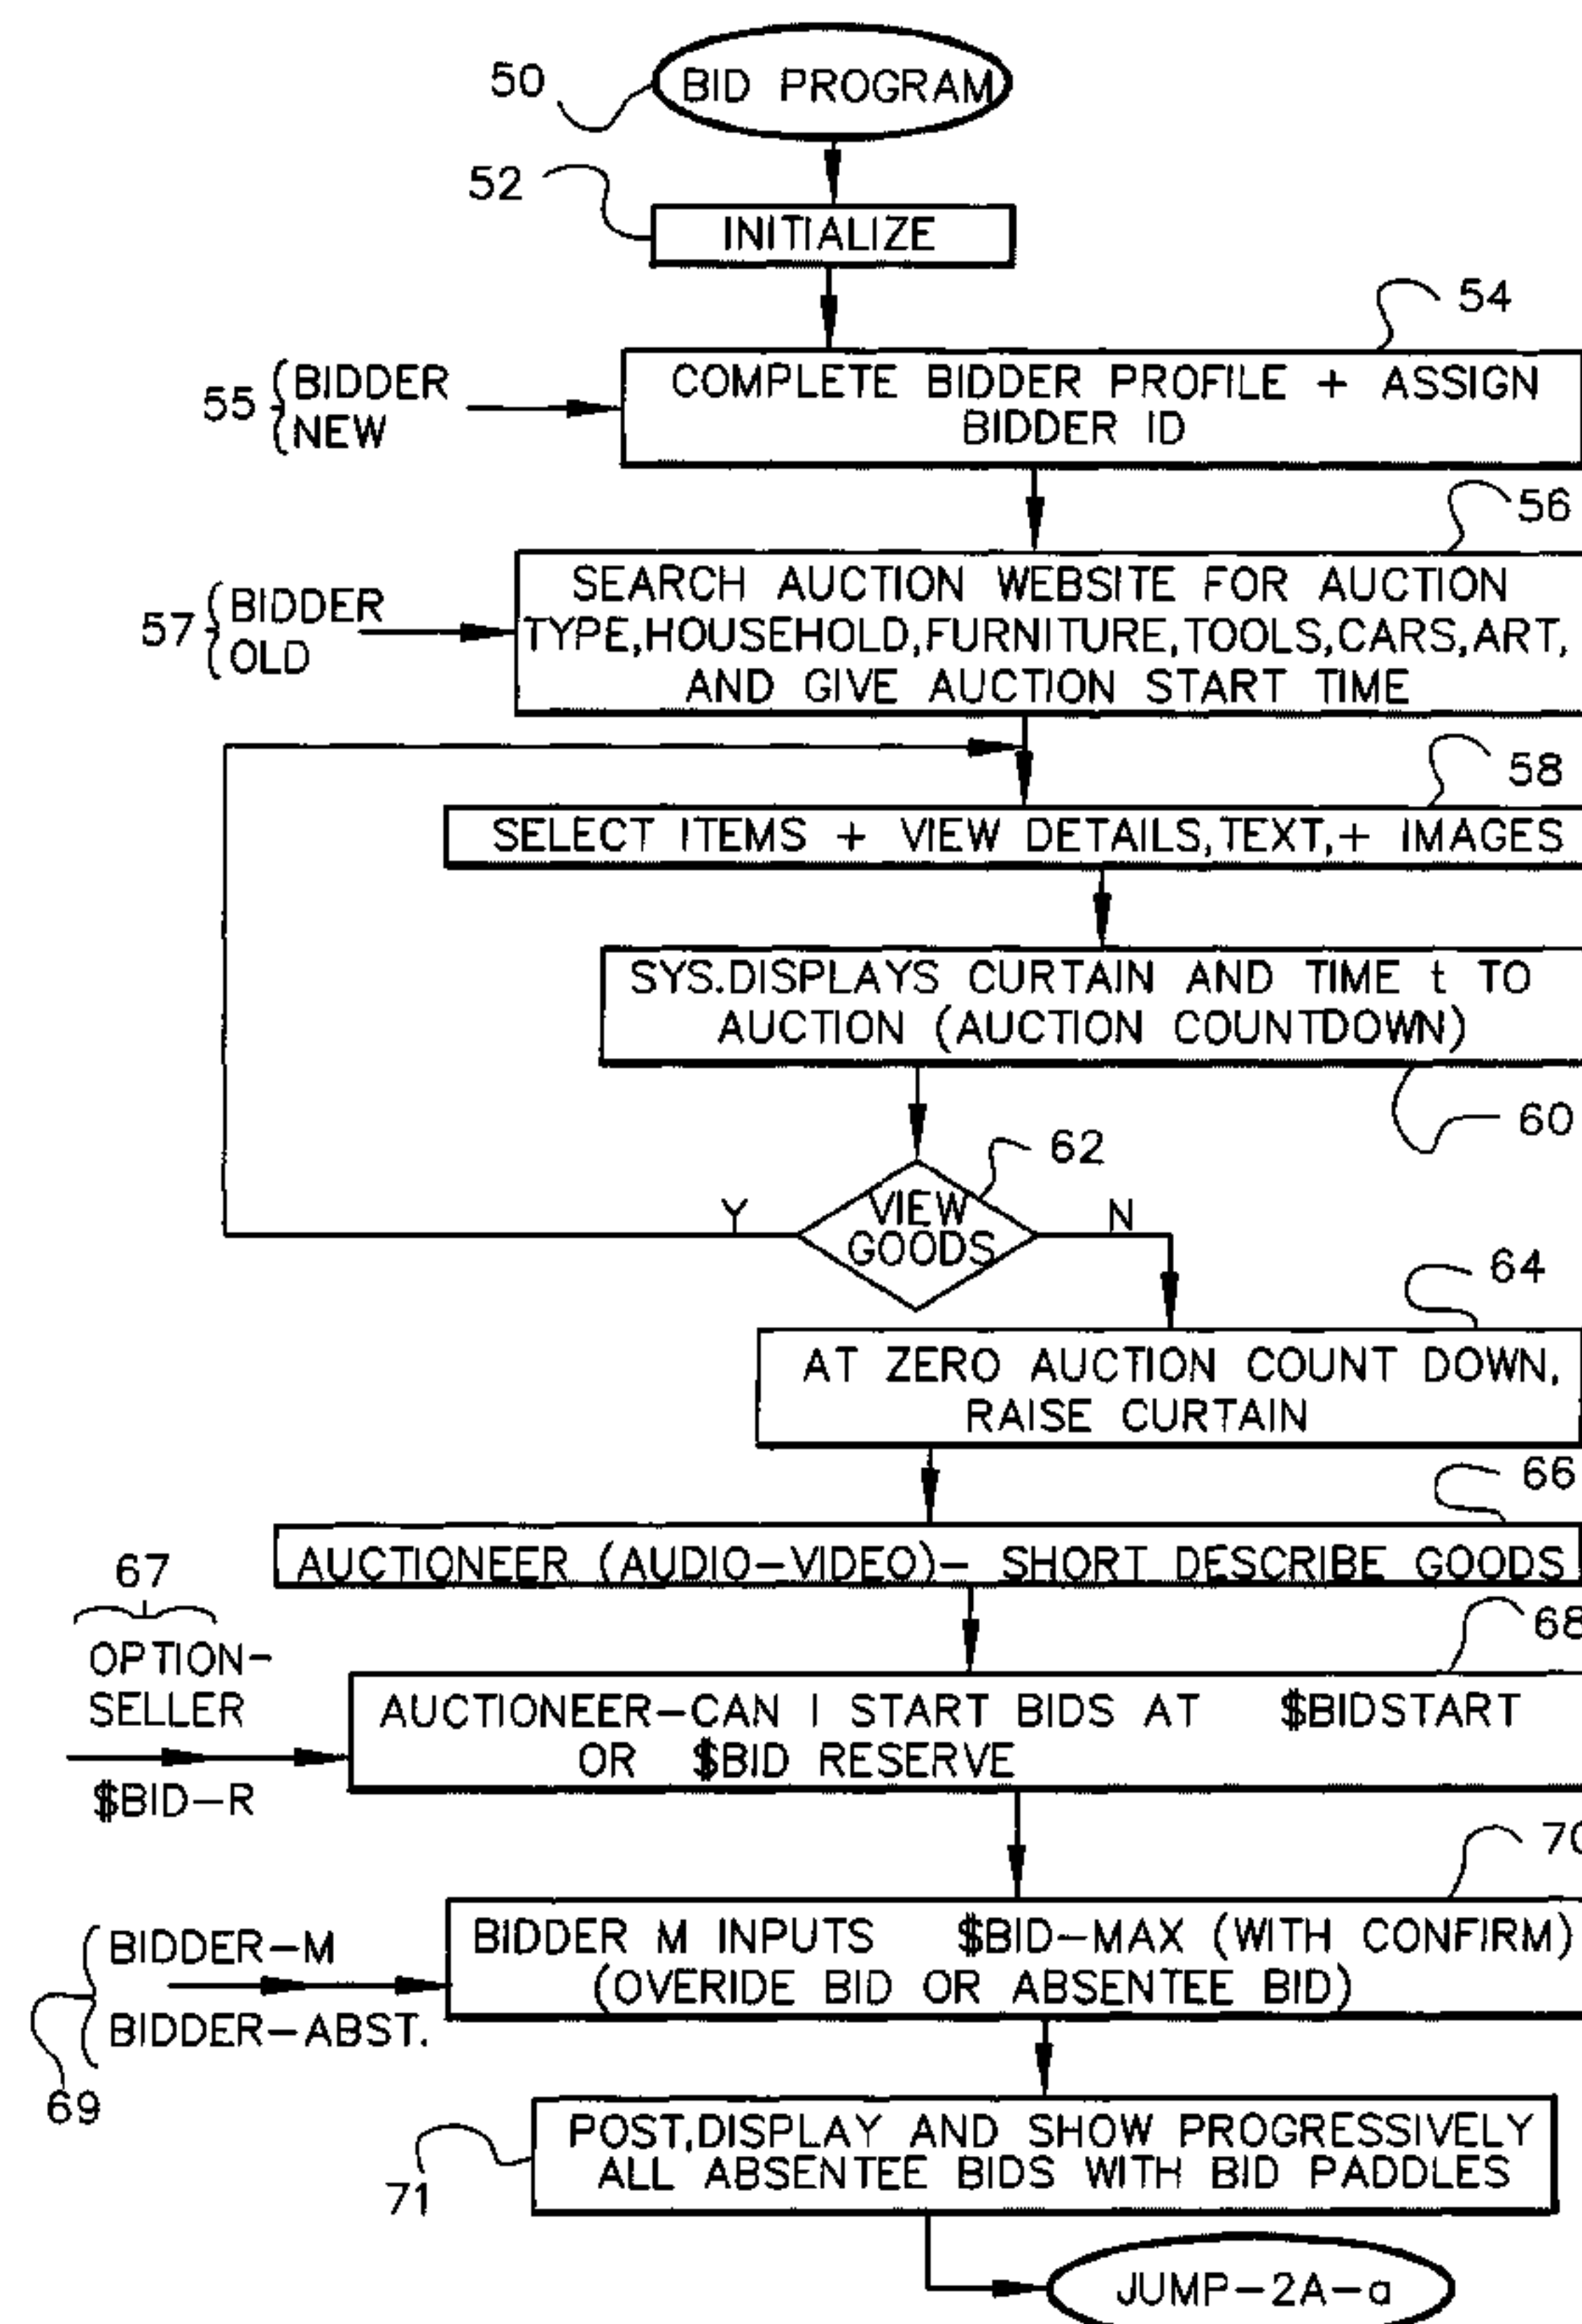 50
BID PROGRAM
52
INITIALIZE
54
55 BIDDER
NEW
COMPLETE BIDDER PROFILE + ASSIGN
BIDDER ID
56
57 BIDDER
OLD
SEARCH AUCTION WEBSITE FOR AUCTION
TYPE,HOUSEHOLD,FURNITURE,TOOLS,CARS,ART,
AND GIVE AUCTION START TIME
58
SELECT ITEMS + VIEW DETAILS,TEXT,+ IMAGES
SYS.DISPLAYS CURTAIN AND TIME t TO
AUCTION (AUCTION COUNTDOWN)
60
62
VIEW
GOODS
Y
N
64
AT ZERO AUCTION COUNT DOWN,
RAISE CURTAIN
66
AUCTIONEER (AUDIO-VIDEO)- SHORT DESCRIBE GOODS
67
OPTION-
SELLER
$BID-R
68
AUCTIONEER-CAN I START BIDS AT $BIDSTART
OR $BID RESERVE
70
BIDDER-M
BIDDER-ABST.
69
BIDDER M INPUTS $BID-MAX (WITH CONFIRM)
(OVERIDE BID OR ABSENTEE BID)
POST,DISPLAY AND SHOW PROGRESSIVELY
ALL ABSENTEE BIDS WITH BID PADDLES
71
JUMP-2A-a